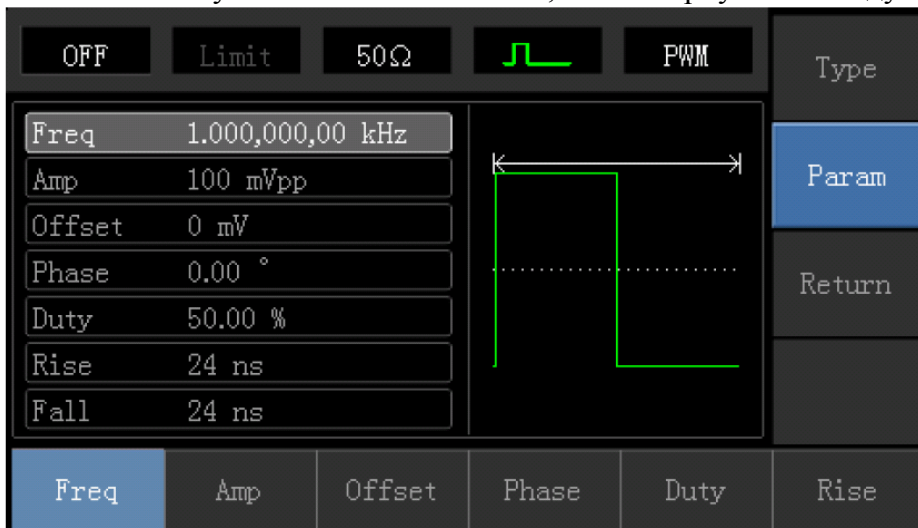 OFF Limit 50Ω PWM
Type
Freq 1.000,000,00 kHz
Amp 100 mVpp
Param
Offset 0 mV
Phase 0.00 °
Return
Duty 50.00 %
Rise 24 ns
Fall 24 ns
Freq Amp Offset Phase Duty Rise